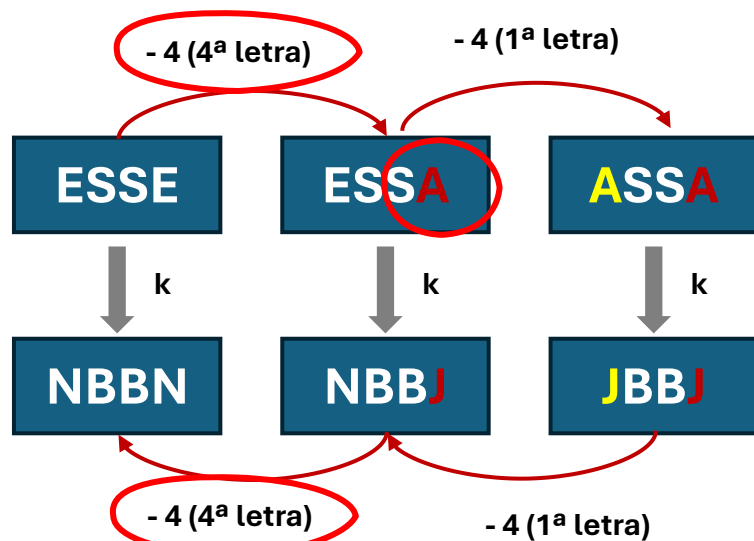 - 4 (4ª letra)
- 4 (1ª letra)
ESSE
ESSA
ASSA
k
k
k
NBBN
NBBJ
JBBJ
- 4 (4ª letra)
- 4 (1ª letra)